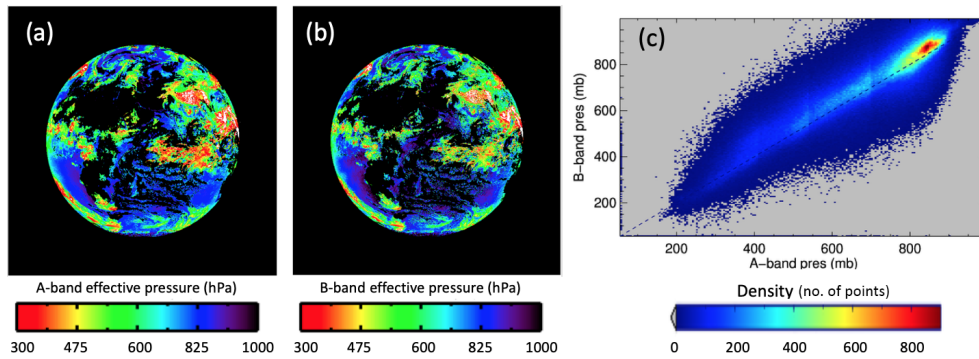 (a)
(b)
(c)
A-band effective pressure (hPa)
300 475 650 825 1000
B-band effective pressure (hPa)
300 475 650 825 1000
B-band pres (mb)
800
600
400
200
200 400 600 800
A-band pres (mb)
Density (no. of points)
0 200 400 600 800